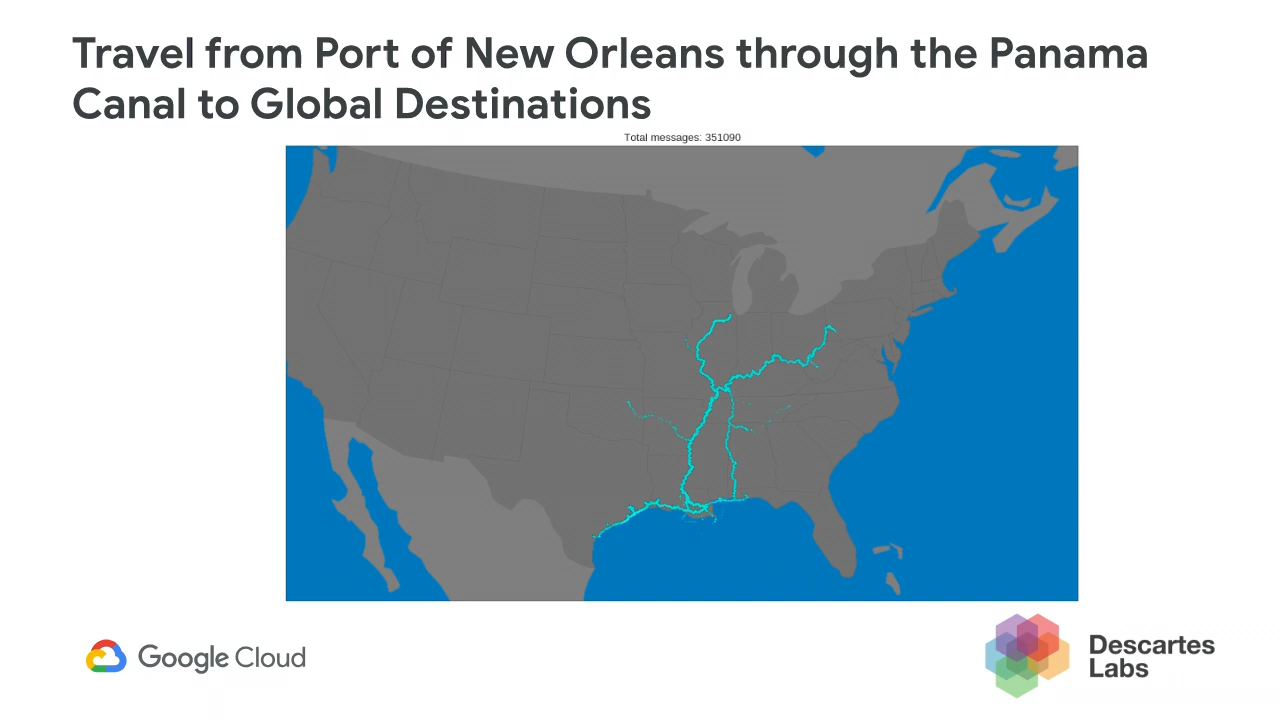 Travel from Port of New Orleans through the Panama
Canal to Global Destinations
Total messages: 351090
Google Cloud
Descartes
Labs